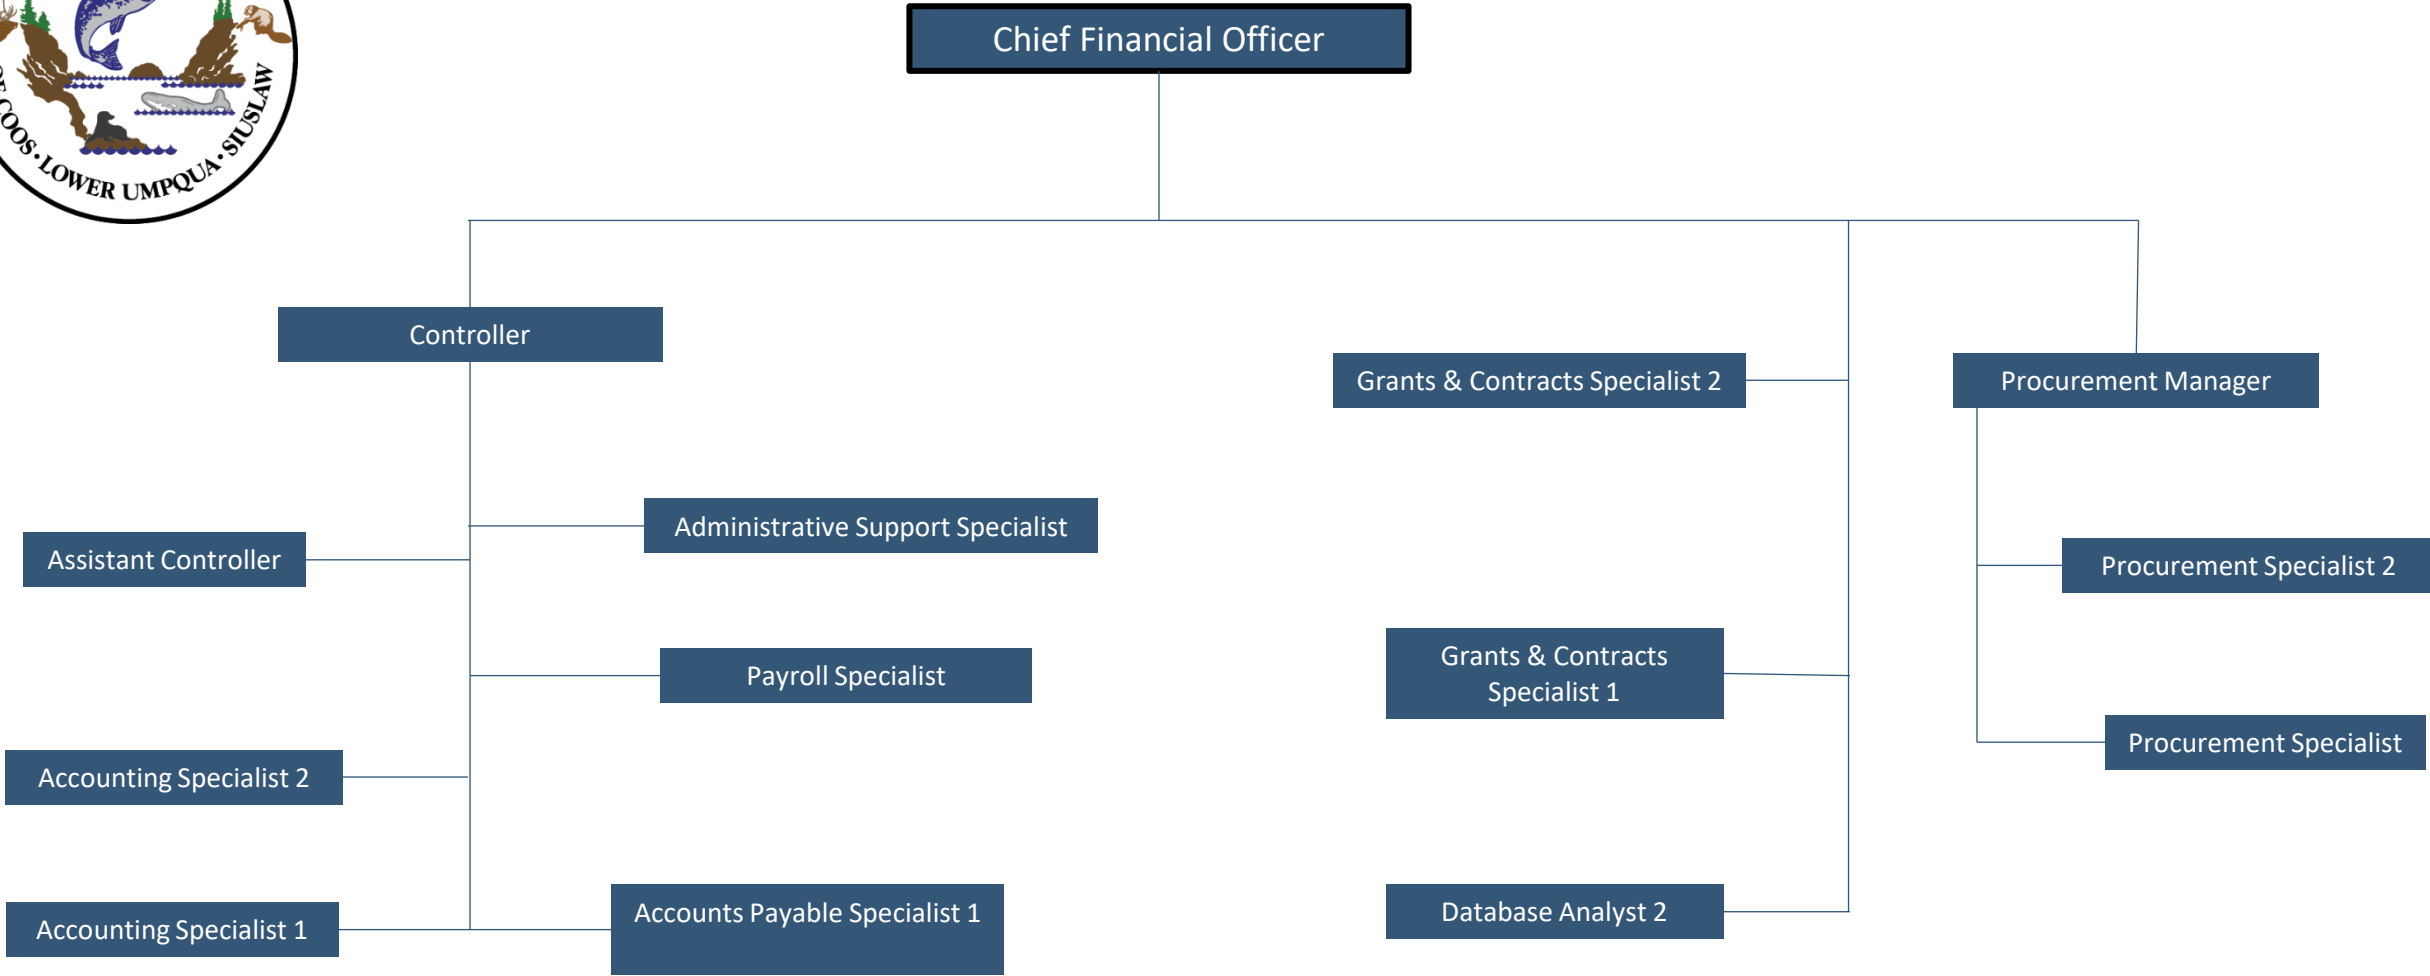 COOS · LOWER UMPQUA · SIUSLAW
Chief Financial Officer
Controller
Grants & Contracts Specialist 2
Procurement Manager
Administrative Support Specialist
Assistant Controller
Procurement Specialist 2
Grants & Contracts
Specialist 1
Payroll Specialist
Procurement Specialist
Accounting Specialist 2
Accounts Payable Specialist 1
Database Analyst 2
Accounting Specialist 1